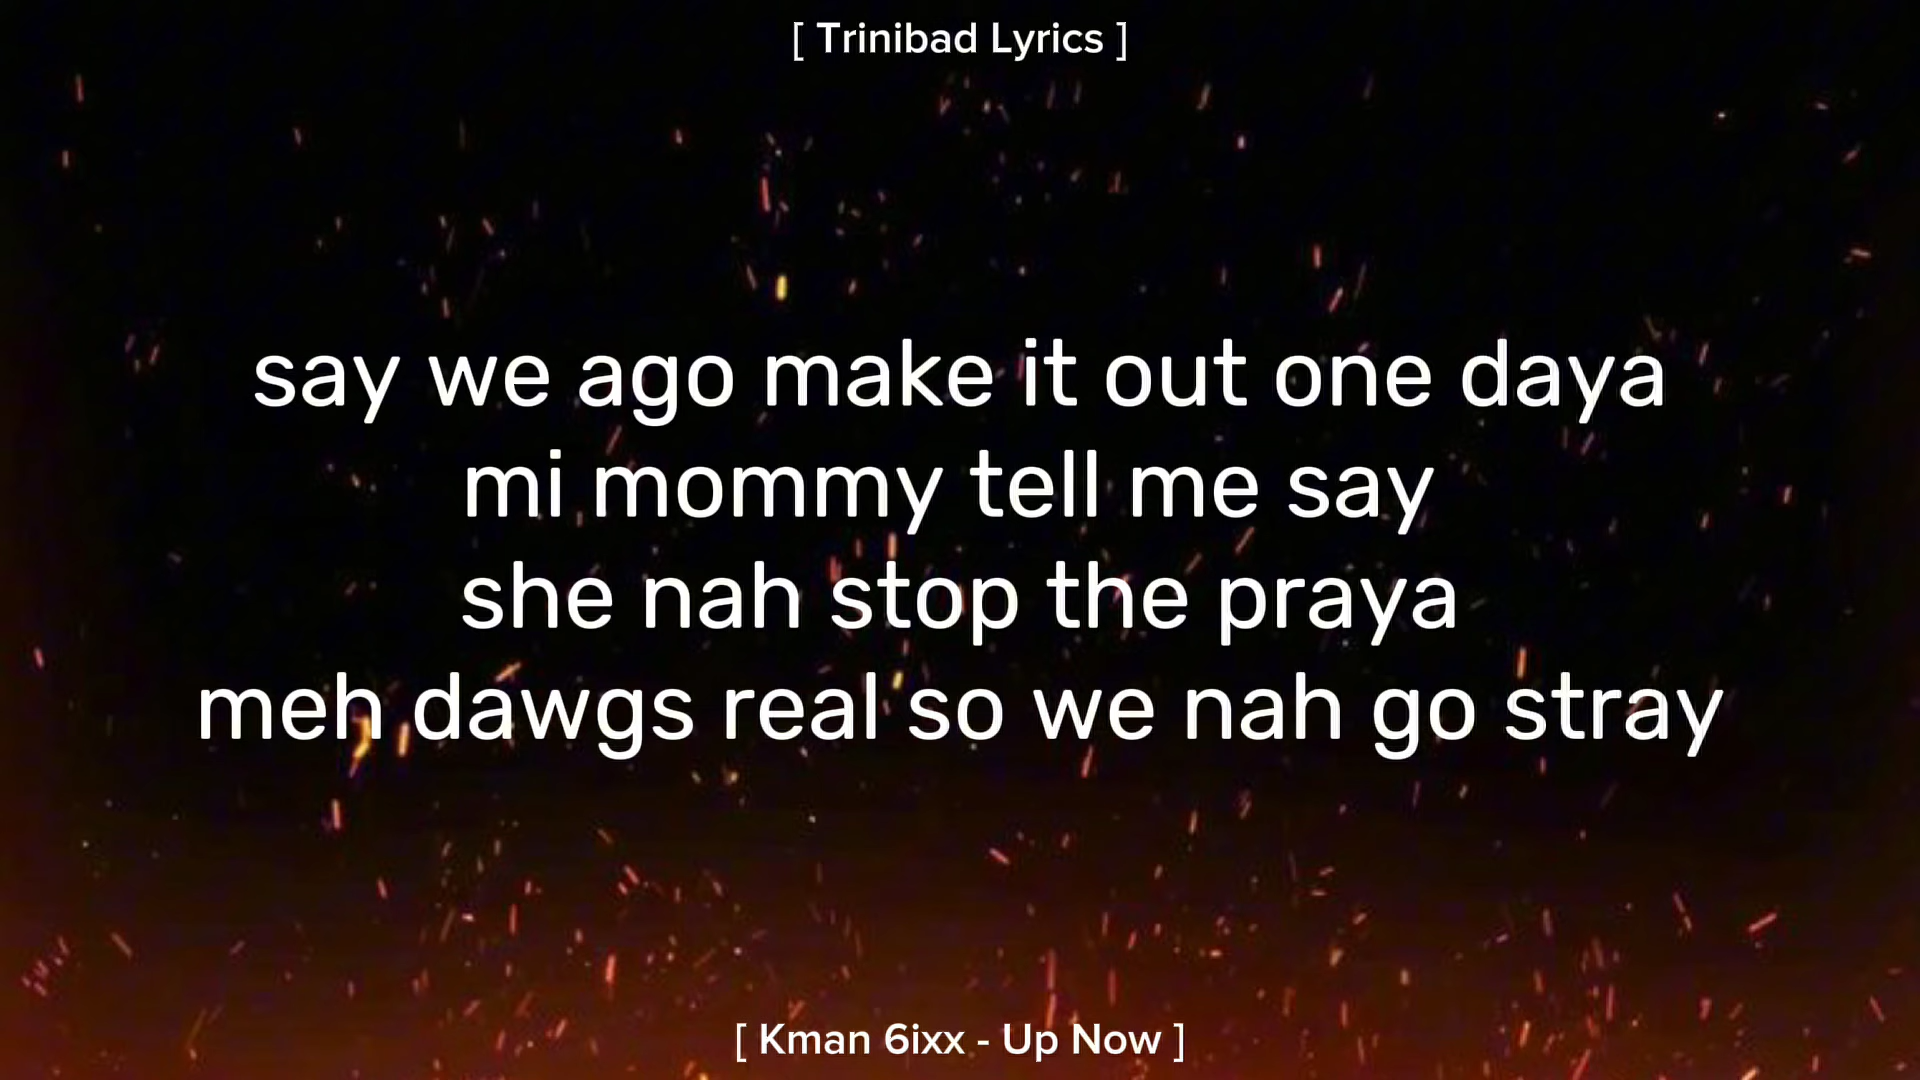 [ Trinibad Lyrics ]
say we ago make it out one daya
mi mommy tell me say
she nah stop the praya
meh dawgs real so we nah go stray
[ Kman 6ixx - Up Now ]